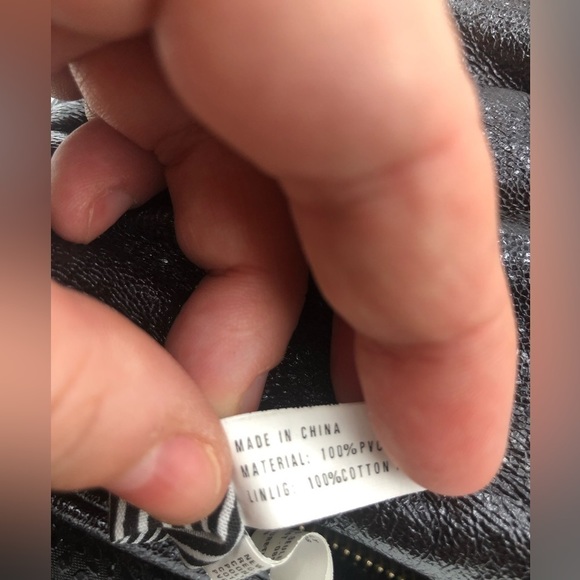 MADE IN CHINA
MATERIAL: 100%PVC
LINLIG: 100%COTTON